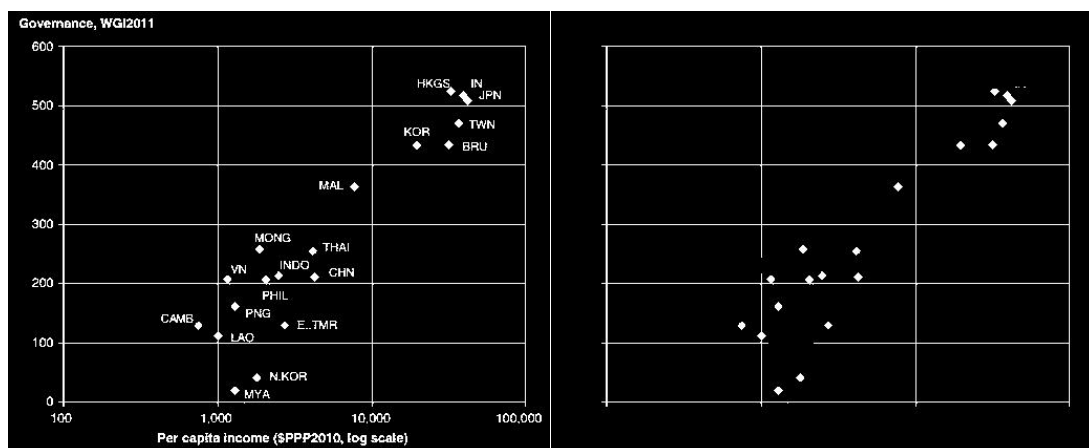 Governance, WGI2011
600
HKGS IN
JPN
500
TWN
KOR
BRU
400
MAL
300
MONG
THAI
VN INDO CHN
200
PHIL
PNG
CAMB E..TMR
LAO
100
N.KOR
MYA
0
100 1,000 10,000 100,000
Per capita income ($PPP2010, log scale)